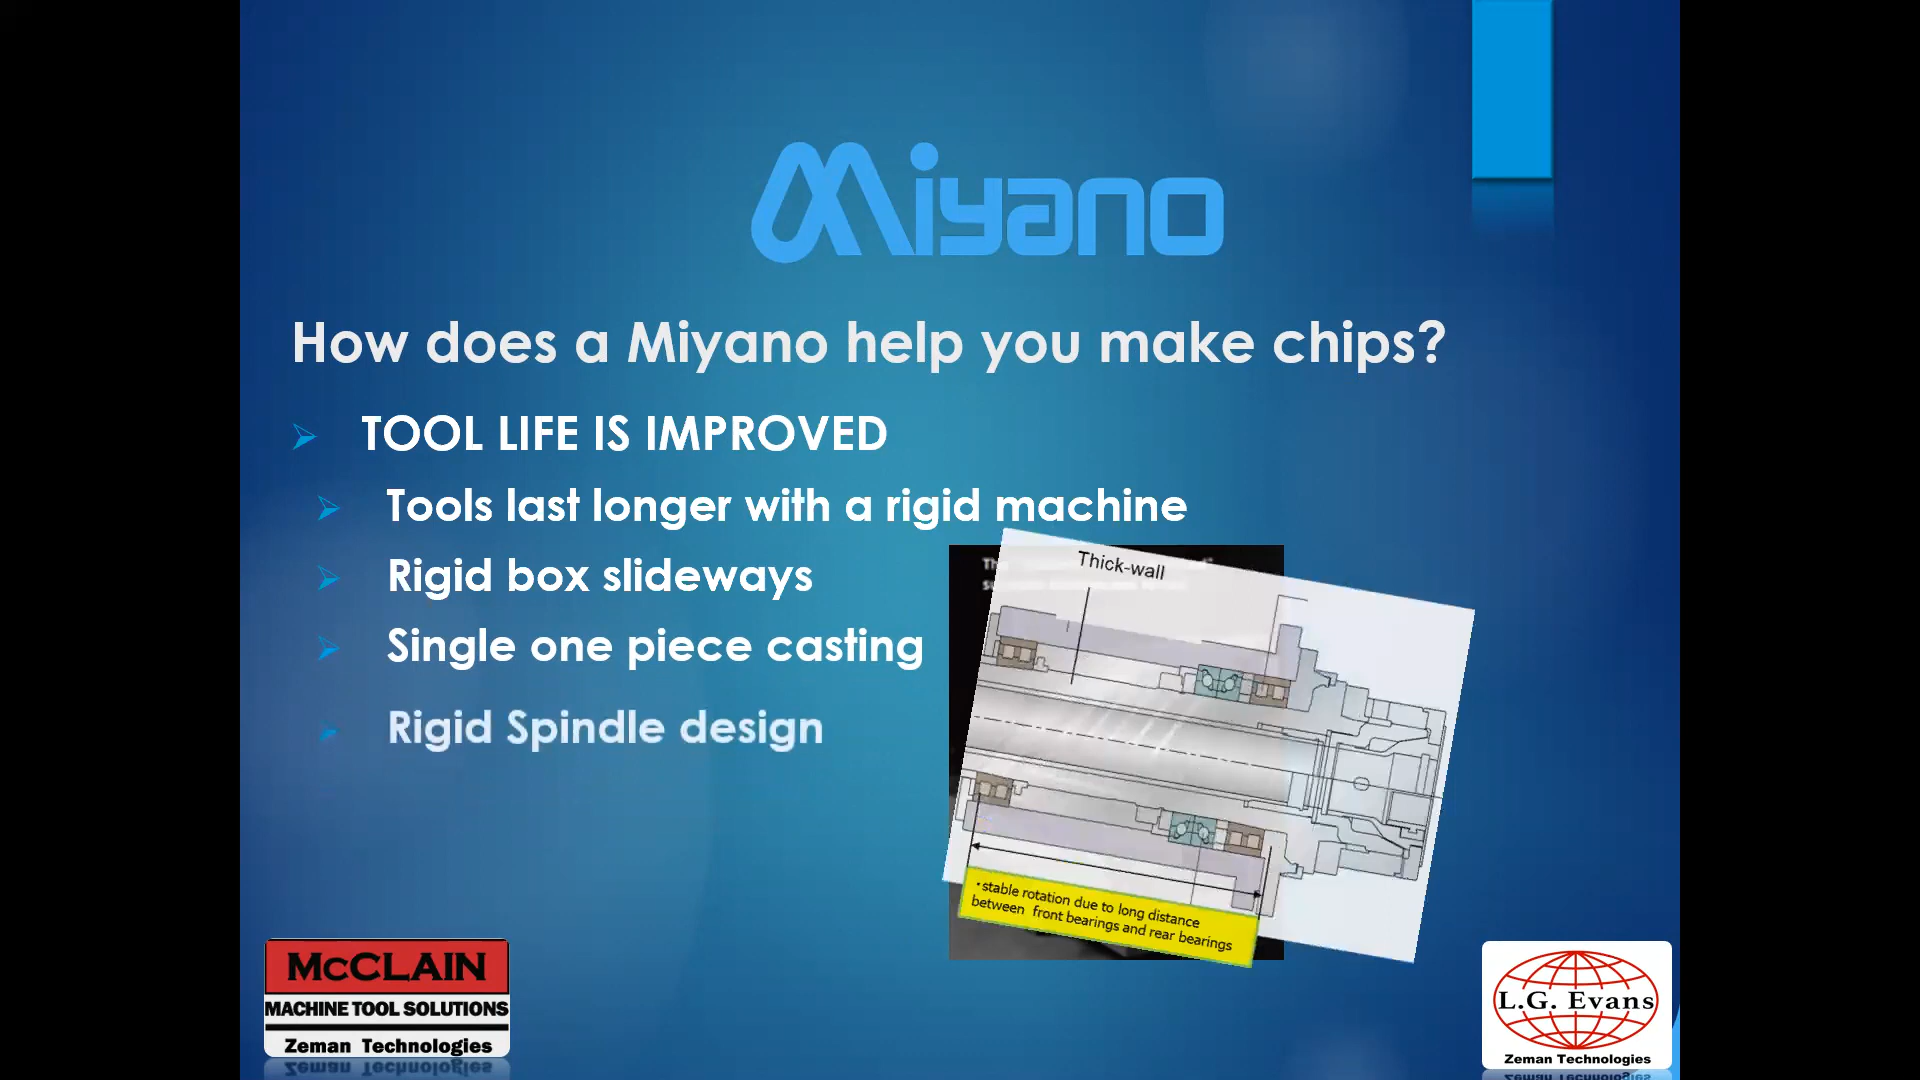 Miyano
How does a Miyano help you make chips?
TOOL LIFE IS IMPROVED
Tools last longer with a rigid machine
Rigid box slideways
Single one piece casting
Rigid Spindle design
Thick-wall
• stable rotation due to long distance
between front bearings and rear bearings
McCLAIN
MACHINE TOOL SOLUTIONS
Zeman Technologies
L.G. Evans
Zeman Technologies